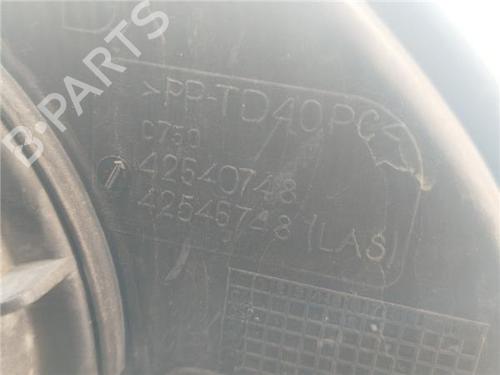 B-PARTS
>PP-TD40PC<
C750
42540748
42545748 (LAS)